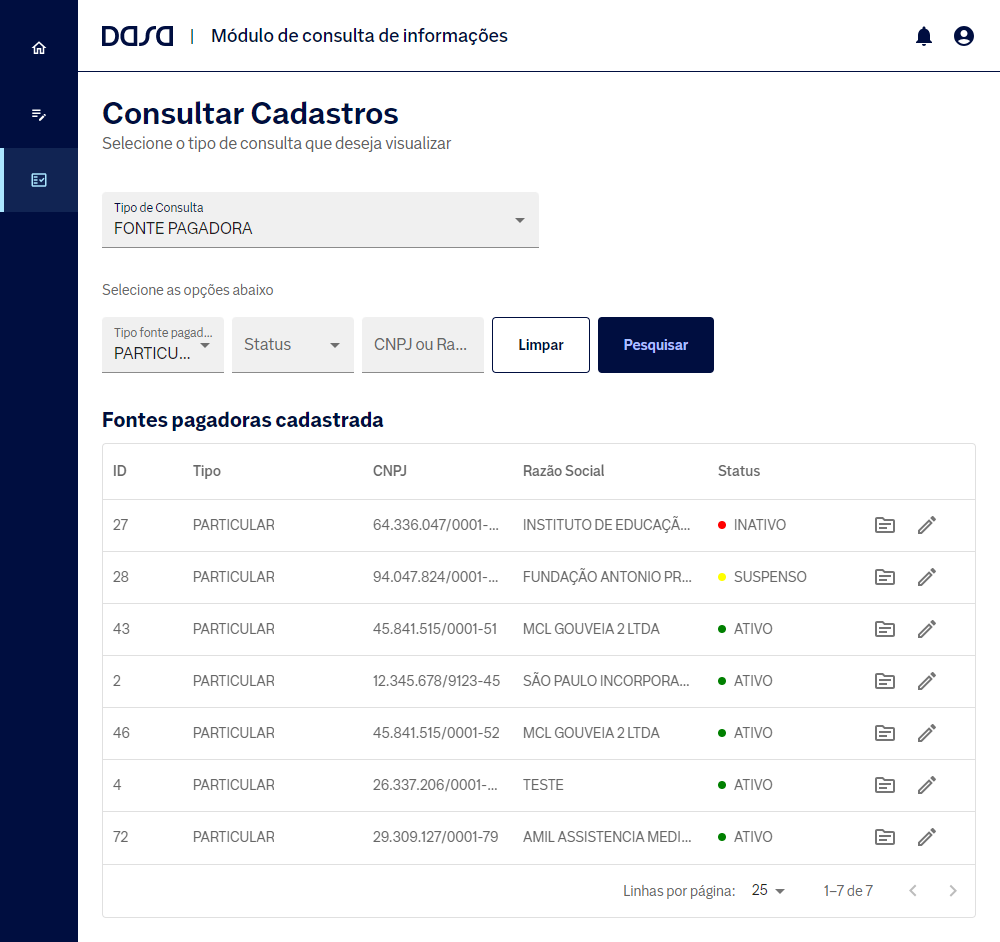 DASA | Módulo de consulta de informações
Consultar Cadastros
Selecione o tipo de consulta que deseja visualizar
Tipo de Consulta
FONTE PAGADORA
Selecione as opções abaixo
Tipo fonte pagad...
PARTICU...
Status
CNPJ ou Ra...
Limpar
Pesquisar
Fontes pagadoras cadastrada
ID Tipo CNPJ Razão Social Status
27 PARTICULAR 64.336.047/0001-... INSTITUTO DE EDUCAÇÃ... INATIVO
28 PARTICULAR 94.047.824/0001-... FUNDAÇÃO ANTONIO PR... SUSPENSO
43 PARTICULAR 45.841.515/0001-51 MCL GOUVEIA 2 LTDA ATIVO
2 PARTICULAR 12.345.678/9123-45 SÃO PAULO INCORPORA... ATIVO
46 PARTICULAR 45.841.515/0001-52 MCL GOUVEIA 2 LTDA ATIVO
4 PARTICULAR 26.337.206/0001-... TESTE ATIVO
72 PARTICULAR 29.309.127/0001-79 AMIL ASSISTENCIA MEDI... ATIVO
Linhas por página: 25 1–7 de 7